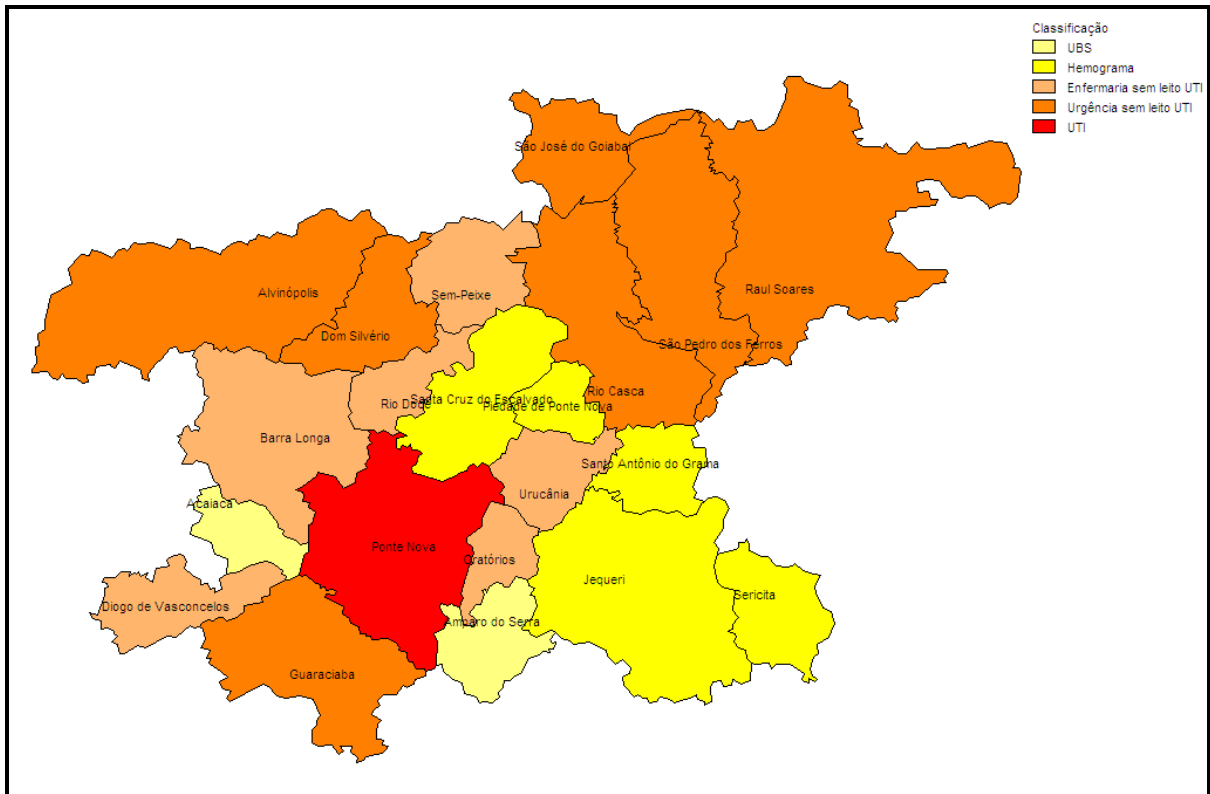 Classificação
UBS
Hemograma
Enfermaria sem leito UTI
Urgência sem leito UTI
UTI
São José do Goiabal
Alvinópolis
Sem-Peixe
Raul Soares
Dom Silvério
São Pedro dos Ferros
Rio Casca
Rio Doce
Santa Cruz do Escalvado
Piedade de Ponte Nova
Barra Longa
Santo Antônio do Grama
Urucânia
Acaiaca
Ponte Nova
Oratórios
Jequeri
Sericita
Diogo de Vasconcelos
Amparo do Serra
Guaraciaba